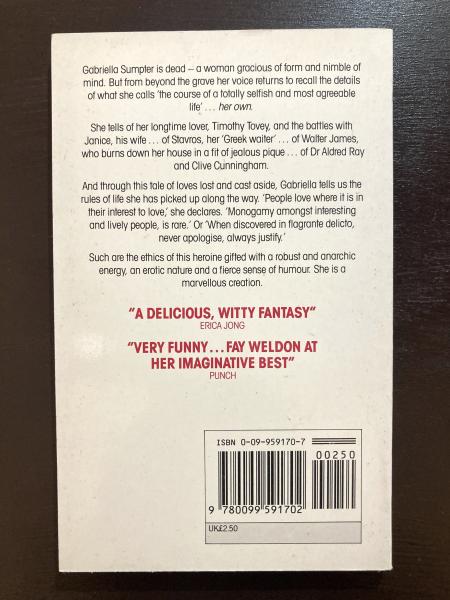 Gabriella Sumpter is dead – a woman gracious of form and nimble of
mind. But from beyond the grave her voice returns to recall the details
of what she calls ‘the course of a totally selfish and most agreeable
life’ . . . her own.
She tells of her longtime lover, Timothy Tovey, and the battles with
Janice, his wife . . . of Stavros, her ‘Greek waiter’ . . . of Walter James,
who burns down her house in a fit of jealous pique . . . of Dr Aldred Ray
and Clive Cunningham.
And through this tale of loves lost and cast aside, Gabriella tells us the
rules of life she has picked up along the way. ‘People love where it is in
their interest to love,’ she declares. ‘Monogamy amongst interesting
and lively people, is rare.’ Or ‘When discovered in flagrante delicto,
never apologise, always justify.’
Such are the ethics of this heroine gifted with a robust and anarchic
energy, an erotic nature and a fierce sense of humour. She is a
marvellous creation.
“A DELICIOUS, WITTY FANTASY”
ERICA JONG
“VERY FUNNY . . . FAY WELDON AT
HER IMAGINATIVE BEST”
PUNCH
ISBN 0-09-959170-7
00250
9 780099 591702
UK£2.50